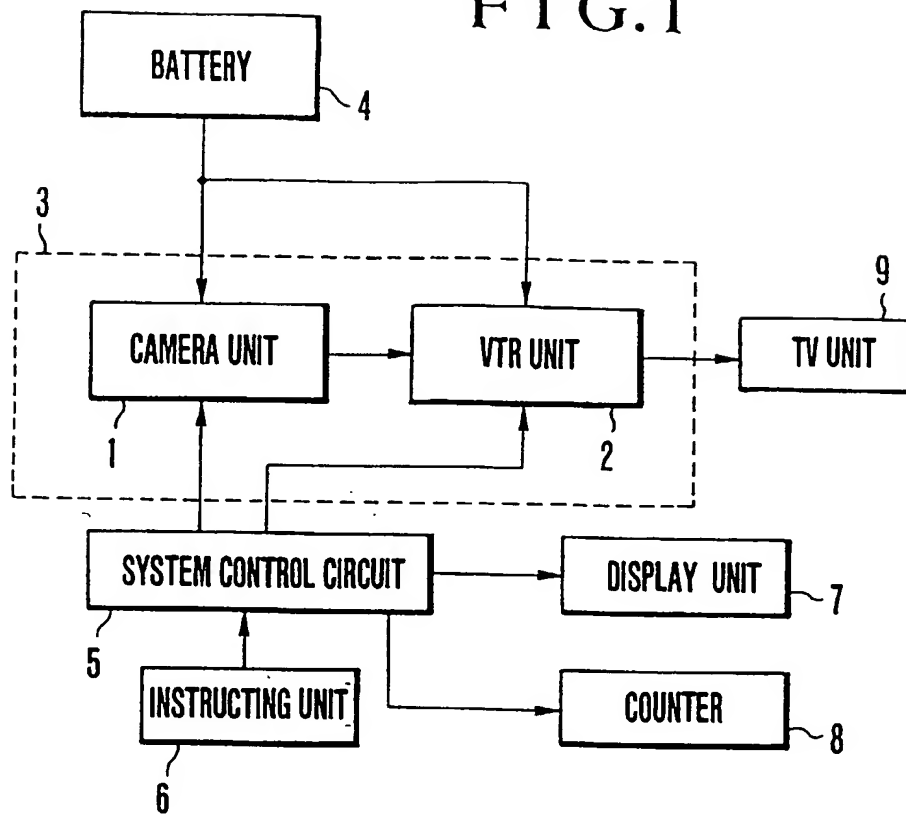 FIG.1
BATTERY
4
3
9
CAMERA UNIT
VTR UNIT
TV UNIT
1
2
SYSTEM CONTROL CIRCUIT
DISPLAY UNIT
7
5
INSTRUCTING UNIT
COUNTER
8
6